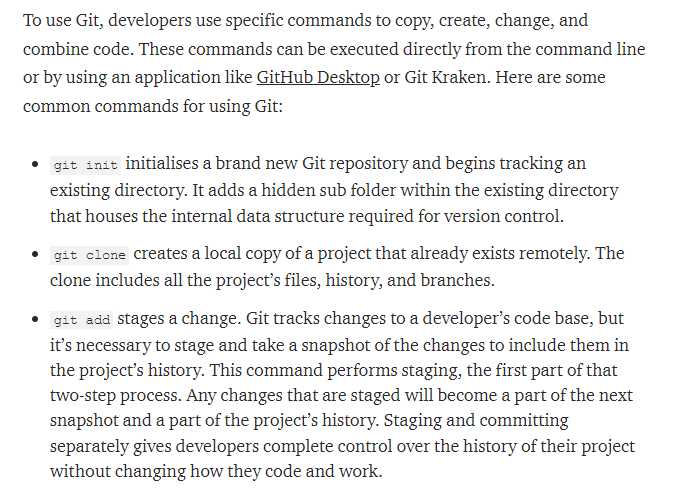 To use Git, developers use specific commands to copy, create, change, and
combine code. These commands can be executed directly from the command line
or by using an application like GitHub Desktop or Git Kraken. Here are some
common commands for using Git:
• git init initialises a brand new Git repository and begins tracking an
existing directory. It adds a hidden sub folder within the existing directory
that houses the internal data structure required for version control.
• git clone creates a local copy of a project that already exists remotely. The
clone includes all the project’s files, history, and branches.
• git add stages a change. Git tracks changes to a developer’s code base, but
it’s necessary to stage and take a snapshot of the changes to include them in
the project’s history. This command performs staging, the first part of that
two-step process. Any changes that are staged will become a part of the next
snapshot and a part of the project’s history. Staging and committing
separately gives developers complete control over the history of their project
without changing how they code and work.